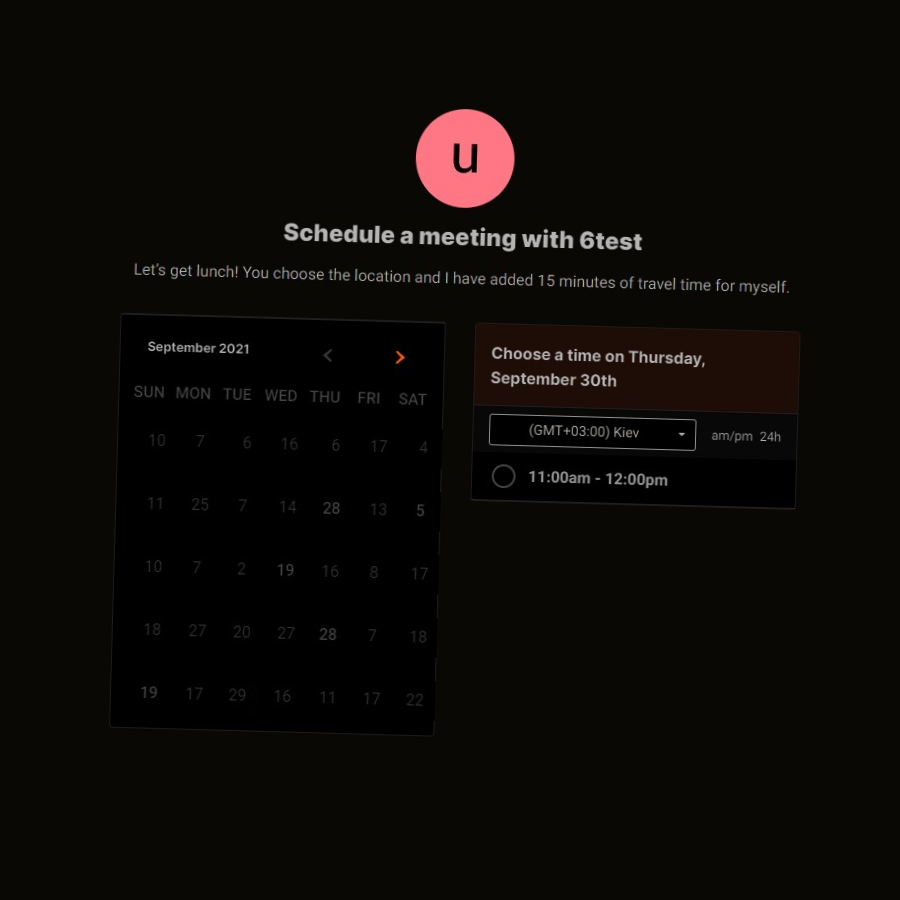 u
Schedule a meeting with 6test
Let's get lunch! You choose the location and I have added 15 minutes of travel time for myself.
September 2021
SUN MON TUE WED THU FRI SAT
10 7 6 16 6 17 4
11 25 7 14 28 13 5
10 7 2 19 16 8 17
18 27 20 27 28 7 18
19 17 29 16 11 17 22
Choose a time on Thursday,
September 30th
(GMT+03:00) Kiev am/pm 24h
11:00am - 12:00pm